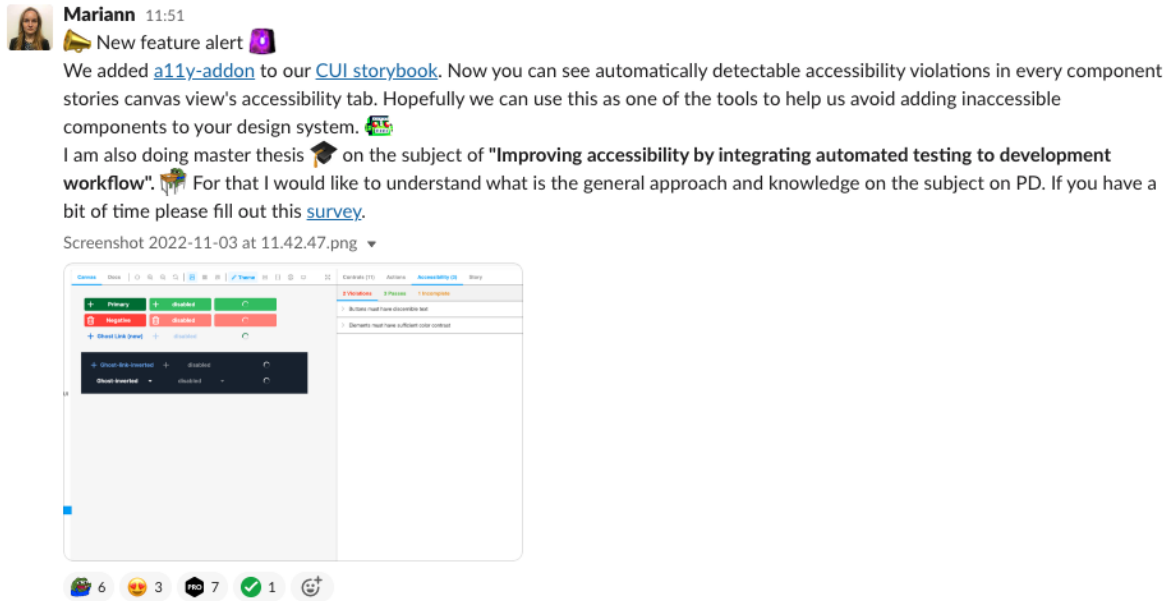 Mariann 11:51
New feature alert
We added a11y-addon to our CUI storybook. Now you can see automatically detectable accessibility violations in every component
stories canvas view's accessibility tab. Hopefully we can use this as one of the tools to help us avoid adding inaccessible
components to your design system.
I am also doing master thesis on the subject of "Improving accessibility by integrating automated testing to development
workflow". For that I would like to understand what is the general approach and knowledge on the subject on PD. If you have a
bit of time please fill out this survey.
Screenshot 2022-11-03 at 11.42.47.png
Canvas Docs Theme Controls (11) Actions Accessibility (3) Story
2 Violations Passes 1 Incomplete
Primary disabled
Buttons must have discernible text
Negative disabled
Elements must have sufficient color contrast
Ghost Link (new) disabled
Ghost-link-inverted disabled
Ghost-inverted disabled
6 3 PRO 7 1